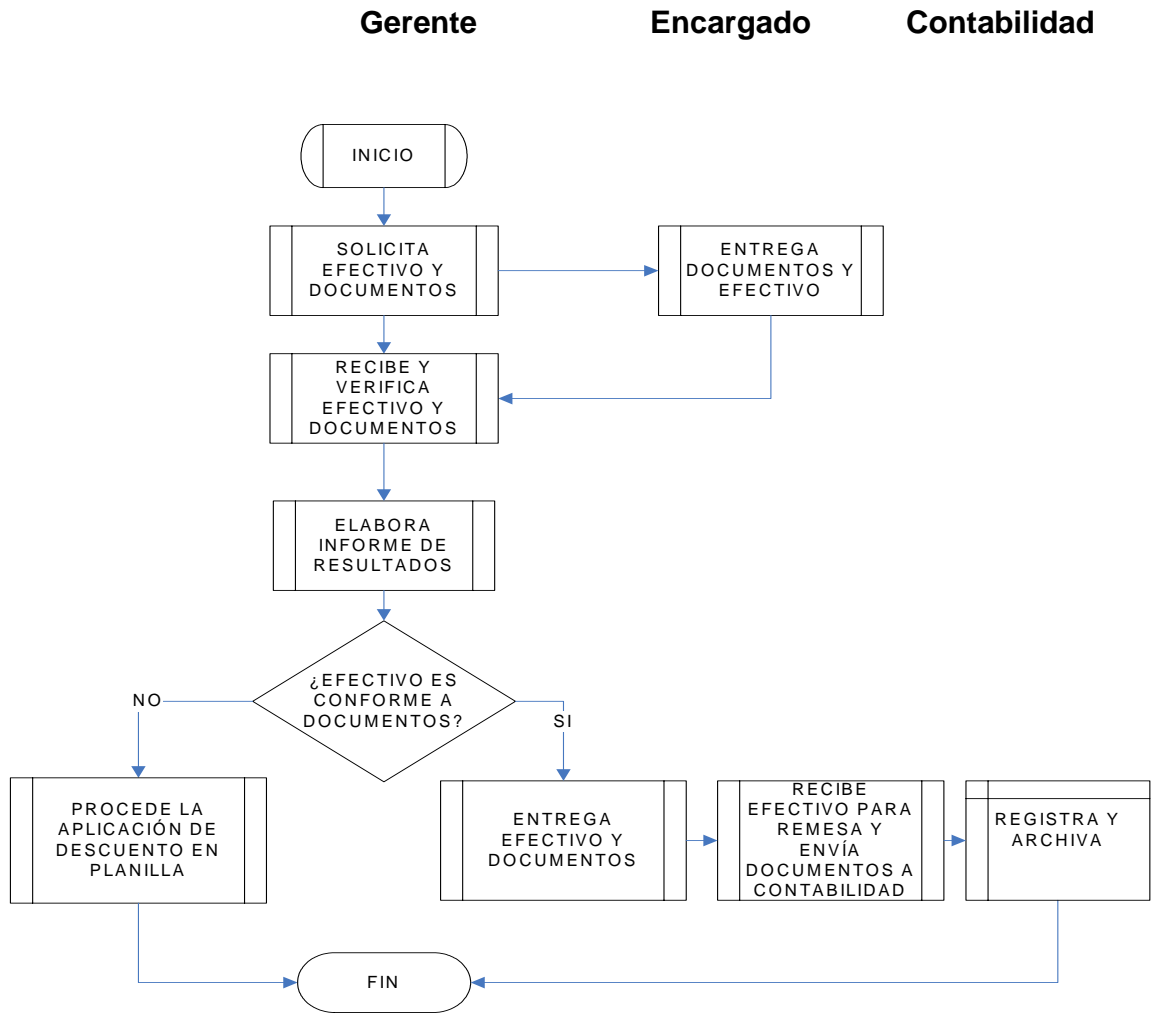 Gerente Encargado Contabilidad
INICIO
SOLICITA
EFECTIVO Y
DOCUMENTOS
ENTREGA
DOCUMENTOS Y
EFECTIVO
RECIBE Y
VERIFICA
EFECTIVO Y
DOCUMENTOS
ELABORA
INFORME DE
RESULTADOS
¿EFECTIVO ES
CONFORME A
DOCUMENTOS?
NO
SI
PROCEDE LA
APLICACIÓN DE
DESCUENTO EN
PLANILLA
ENTREGA
EFECTIVO Y
DOCUMENTOS
RECIBE
EFECTIVO PARA
REMESA Y
ENVÍA
DOCUMENTOS A
CONTABILIDAD
REGISTRA Y
ARCHIVA
FIN